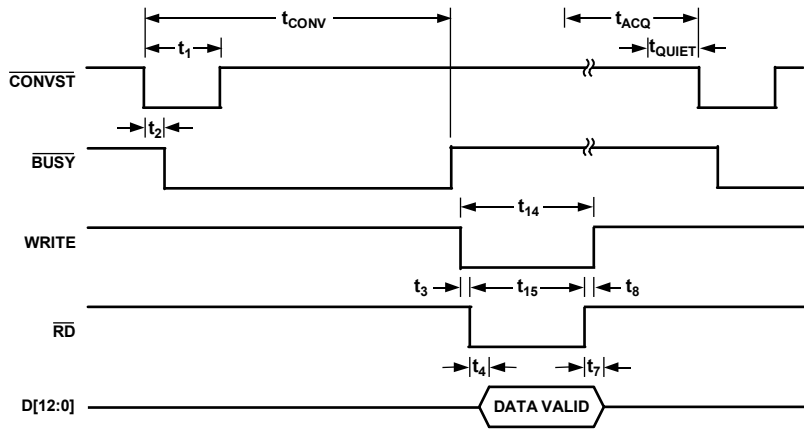 tCONV
tACQ
t1
tQUIET
CONVST
t2
BUSY
t14
WRITE
t3
t15
t8
RD
t4
t7
D[12:0]
DATA VALID